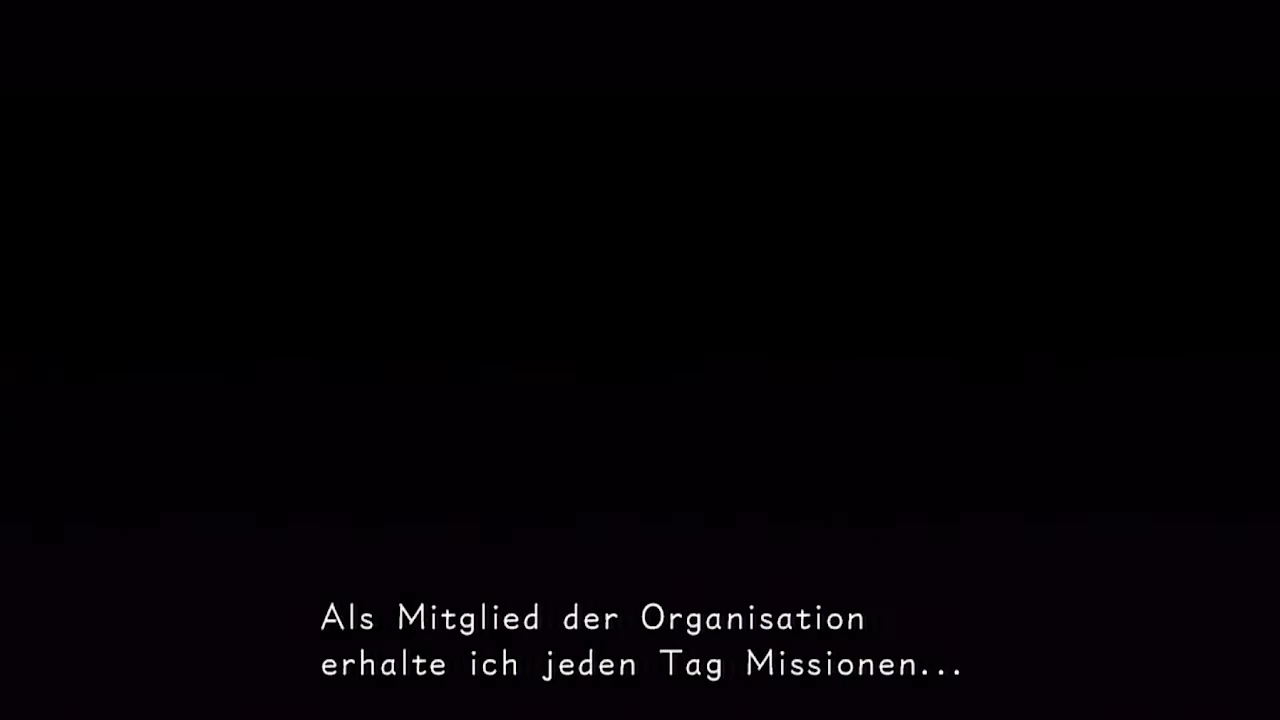 Als Mitglied der Organisation
erhalte ich jeden Tag Missionen...